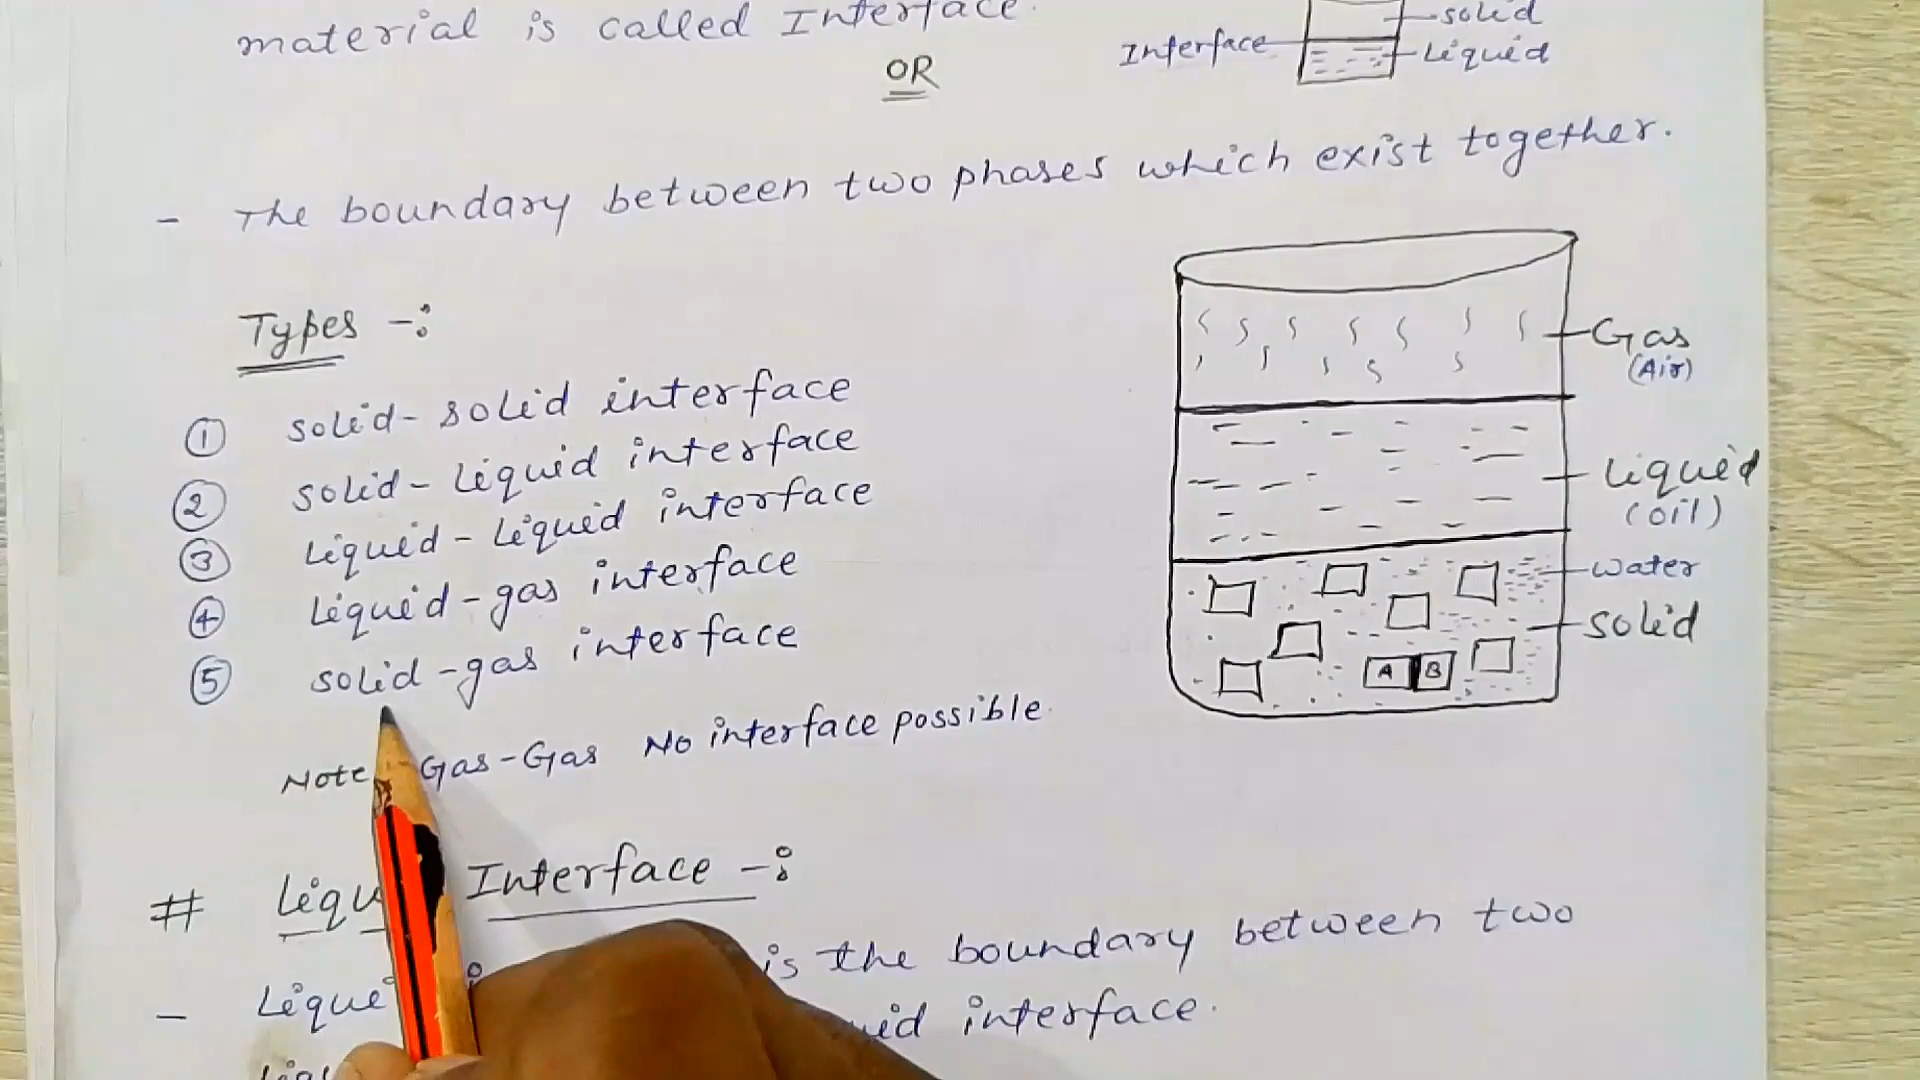 material is called Interface.
OR
Interface
solid
Liquid
- The boundary between two phases which exist together.
Types -:
① solid-solid interface
② solid-Liquid interface
③ Liquid-Liquid interface
④ Liquid-gas interface
⑤ solid-gas interface
Note Gas-Gas No interface possible
Gas
(Air)
Liquid
(oil)
water
solid
A B
# Interface -:
- is the boundary between two
interface.